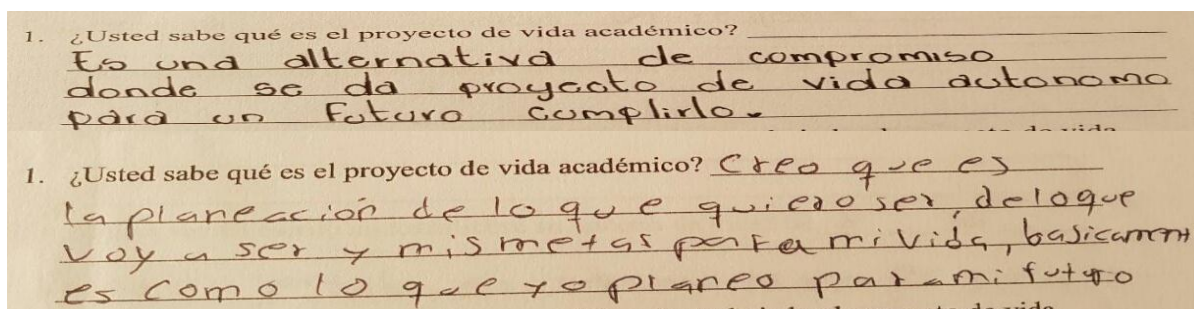 1. ¿Usted sabe qué es el proyecto de vida académico?
Es una alternativa de compromiso
donde se da proyecto de vida autonomo
para un futuro cumplirlo.
1. ¿Usted sabe qué es el proyecto de vida académico? Creo que es
la planeación de lo que quiero ser, de loque
voy a ser y mis metas para mi vida, basicament
es como lo que yo planeo para mi futuro